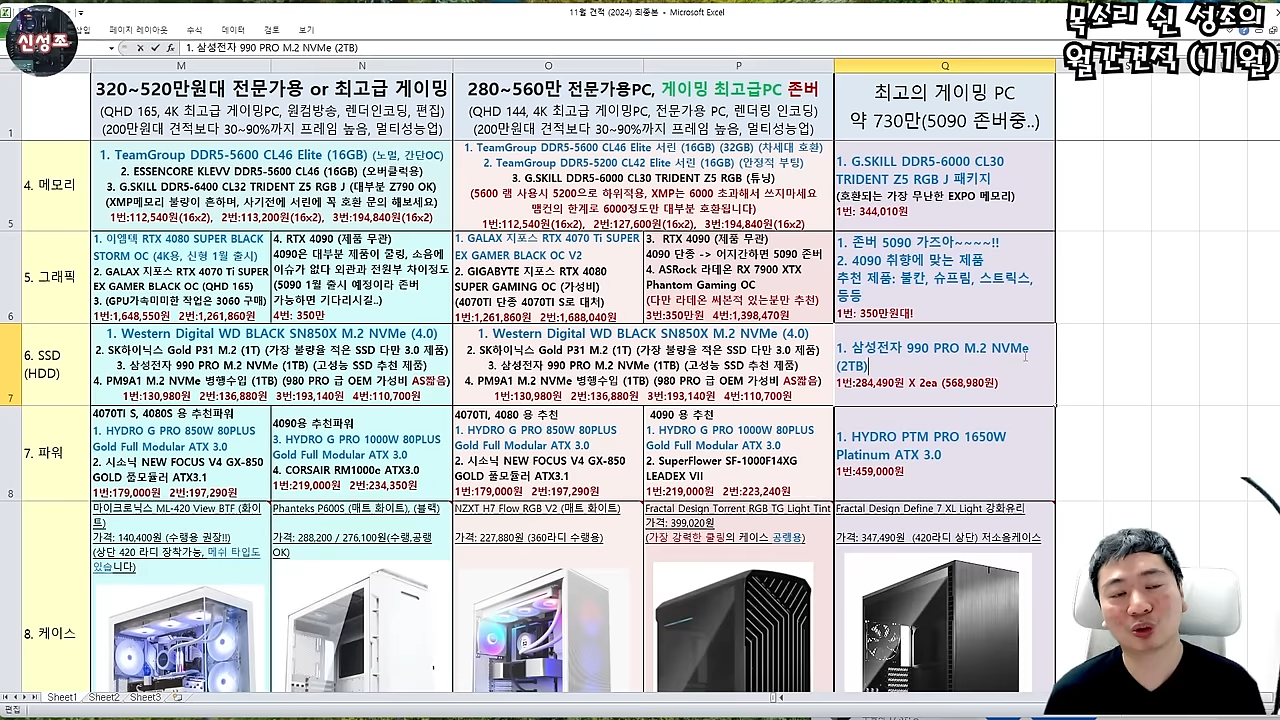 11월 견적 (2024) 최종본 - Microsoft Excel
삽입 페이지 레이아웃 수식 데이터 검토 보기
신성조
목소리 신 성조의
월간견적 (11월)
1. 삼성전자 990 PRO M.2 NVMe (2TB)
M N O P Q
1
320~520만원대 전문가용 or 최고급 게이밍
(QHD 165, 4K 최고급 게이밍PC, 원컴방송, 렌더인코딩, 편집)
(200만원대 견적보다 30~90%까지 프레임 높음, 멀티성능업)
280~560만 전문가용PC, 게이밍 최고급PC 존버
(QHD 144, 4K 최고급 게이밍PC, 전문가용 PC, 렌더링 인코딩)
(200만원대 견적보다 30~90%까지 프레임 높음, 멀티성능업)
최고의 게이밍 PC
약 730만(5090 존버중..)
5
4. 메모리
1. TeamGroup DDR5-5600 CL46 Elite (16GB) (노멀, 간단OC)
2. ESSENCORE KLEVV DDR5-5600 CL46 (16GB) (오버클럭용)
3. G.SKILL DDR5-6400 CL32 TRIDENT Z5 RGB J (대부분 Z790 OK)
(XMP메모리 불량이 흔하며, 사기전에 서린에 꼭 호환 문의 해보세요)
1번:112,540원(16x2), 2번:113,200원(16x2), 3번:194,840원(16x2)
1. TeamGroup DDR5-5600 CL46 Elite 서린 (16GB) (32GB) (차세대 호환)
2. TeamGroup DDR5-5200 CL42 Elite 서린 (16GB) (안정적 부팅)
3. G.SKILL DDR5-6000 CL30 TRIDENT Z5 RGB (튜닝)
(5600 램 사용시 5200으로 하위적용, XMP는 6000 초과해서 쓰지마세요
램컨의 한계로 6000정도만 대부분 호환됩니다)
1번:112,540원(16x2), 2번:127,600원(16x2), 3번:194,840원(16x2)
1. G.SKILL DDR5-6000 CL30
TRIDENT Z5 RGB J 패키지
(호환되는 가장 무난한 EXPO 메모리)
1번: 344,010원
6
5. 그래픽
1. 이엠텍 RTX 4080 SUPER BLACK
STORM OC (4K용, 신형 1월 출시)
2. GALAX 지포스 RTX 4070 Ti SUPER
EX GAMER BLACK OC (QHD 165)
3. (GPU가속미미한 작업은 3060 구매)
1번:1,648,550원 2번:1,261,860원
4. RTX 4090 (제품 무관)
4090은 대부분 제품이 쿨링, 소음에
이슈가 없다 외관과 전원부 차이정도
(5090 1월 출시 예정이라 존버
가능하면 기다리시길..)
4번: 350만
1. GALAX 지포스 RTX 4070 Ti SUPER
EX GAMER BLACK OC V2
2. GIGABYTE 지포스 RTX 4080
SUPER GAMING OC (가성비)
(4070Ti 단종 4070Ti S로 대처)
1번:1,261,860원 2번:1,688,040원
3. RTX 4090 (제품 무관)
4090 단종 -> 어지간하면 5090 존버
4. ASRock 라데온 RX 7900 XTX
Phantom Gaming OC
(다만 라데온 써본적 있는분만 추천)
3번:350만원 4번:1,398,470원
1. 존버 5090 가즈아~~~~!!
2. 4090 취향에 맞는 제품
추천 제품: 불칸, 슈프림, 스트릭스,
등등
1번: 350만원대!
7
6. SSD
(HDD)
1. Western Digital WD BLACK SN850X M.2 NVMe (4.0)
2. SK하이닉스 Gold P31 M.2 (1T) (가장 불량율 적은 SSD 다만 3.0 제품)
3. 삼성전자 990 PRO M.2 NVMe (1TB) (고성능 SSD 추천 제품)
4. PM9A1 M.2 NVMe 병행수입 (1TB) (980 PRO 급 OEM 가성비 AS짧음)
1번:130,980원 2번:136,880원 3번:193,140원 4번:110,700원
1. Western Digital WD BLACK SN850X M.2 NVMe (4.0)
2. SK하이닉스 Gold P31 M.2 (1T) (가장 불량율 적은 SSD 다만 3.0 제품)
3. 삼성전자 990 PRO M.2 NVMe (1TB) (고성능 SSD 추천 제품)
4. PM9A1 M.2 NVMe 병행수입 (1TB) (980 PRO 급 OEM 가성비 AS짧음)
1번:130,980원 2번:136,880원 3번:193,140원 4번:110,700원
1. 삼성전자 990 PRO M.2 NVMe
(2TB)
1번:284,490원 X 2ea (568,980원)
8
7. 파워
4070TI S, 4080S 용 추천파워
1. HYDRO G PRO 850W 80PLUS
Gold Full Modular ATX 3.0
2. 시소닉 NEW FOCUS V4 GX-850
GOLD 풀모듈러 ATX3.1
1번:179,000원 2번:197,290원
4090용 추천파워
3. HYDRO G PRO 1000W 80PLUS
Gold Full Modular ATX 3.0
4. CORSAIR RM1000e ATX3.0
1번:219,000원 2번:234,350원
4070TI, 4080 용 추천
1. HYDRO G PRO 850W 80PLUS
Gold Full Modular ATX 3.0
2. 시소닉 NEW FOCUS V4 GX-850
GOLD 풀모듈러 ATX3.1
1번:179,000원 2번:197,290원
4090 용 추천
1. HYDRO G PRO 1000W 80PLUS
Gold Full Modular ATX 3.0
2. SuperFlower SF-1000F14XG
LEADEX VII
1번:219,000원 2번:223,240원
1. HYDRO PTM PRO 1650W
Platinum ATX 3.0
1번:459,000원
8. 케이스
마이크로닉스 ML-420 View BTF (화이
트)
가격: 140,400원 (수랭용 권장!!)
(상단 420 라디 장착가능, 메쉬 타입도
있습니다)
Phanteks P600S (매트 화이트), (블랙)
가격: 288,200 / 276,100원(수랭,공랭
OK)
NZXT H7 Flow RGB V2 (매트 화이트)
가격: 227,880원 (360라디 수랭용)
Fractal Design Torrent RGB TG Light Tint
가격: 399,020원
(가장 강력한 쿨링의 케이스 공랭용)
Fractal Design Define 7 XL Light 강화유리
가격: 347,490원 (420라디 상단) 저소음케이스
Sheet1 Sheet2 Sheet3
편집